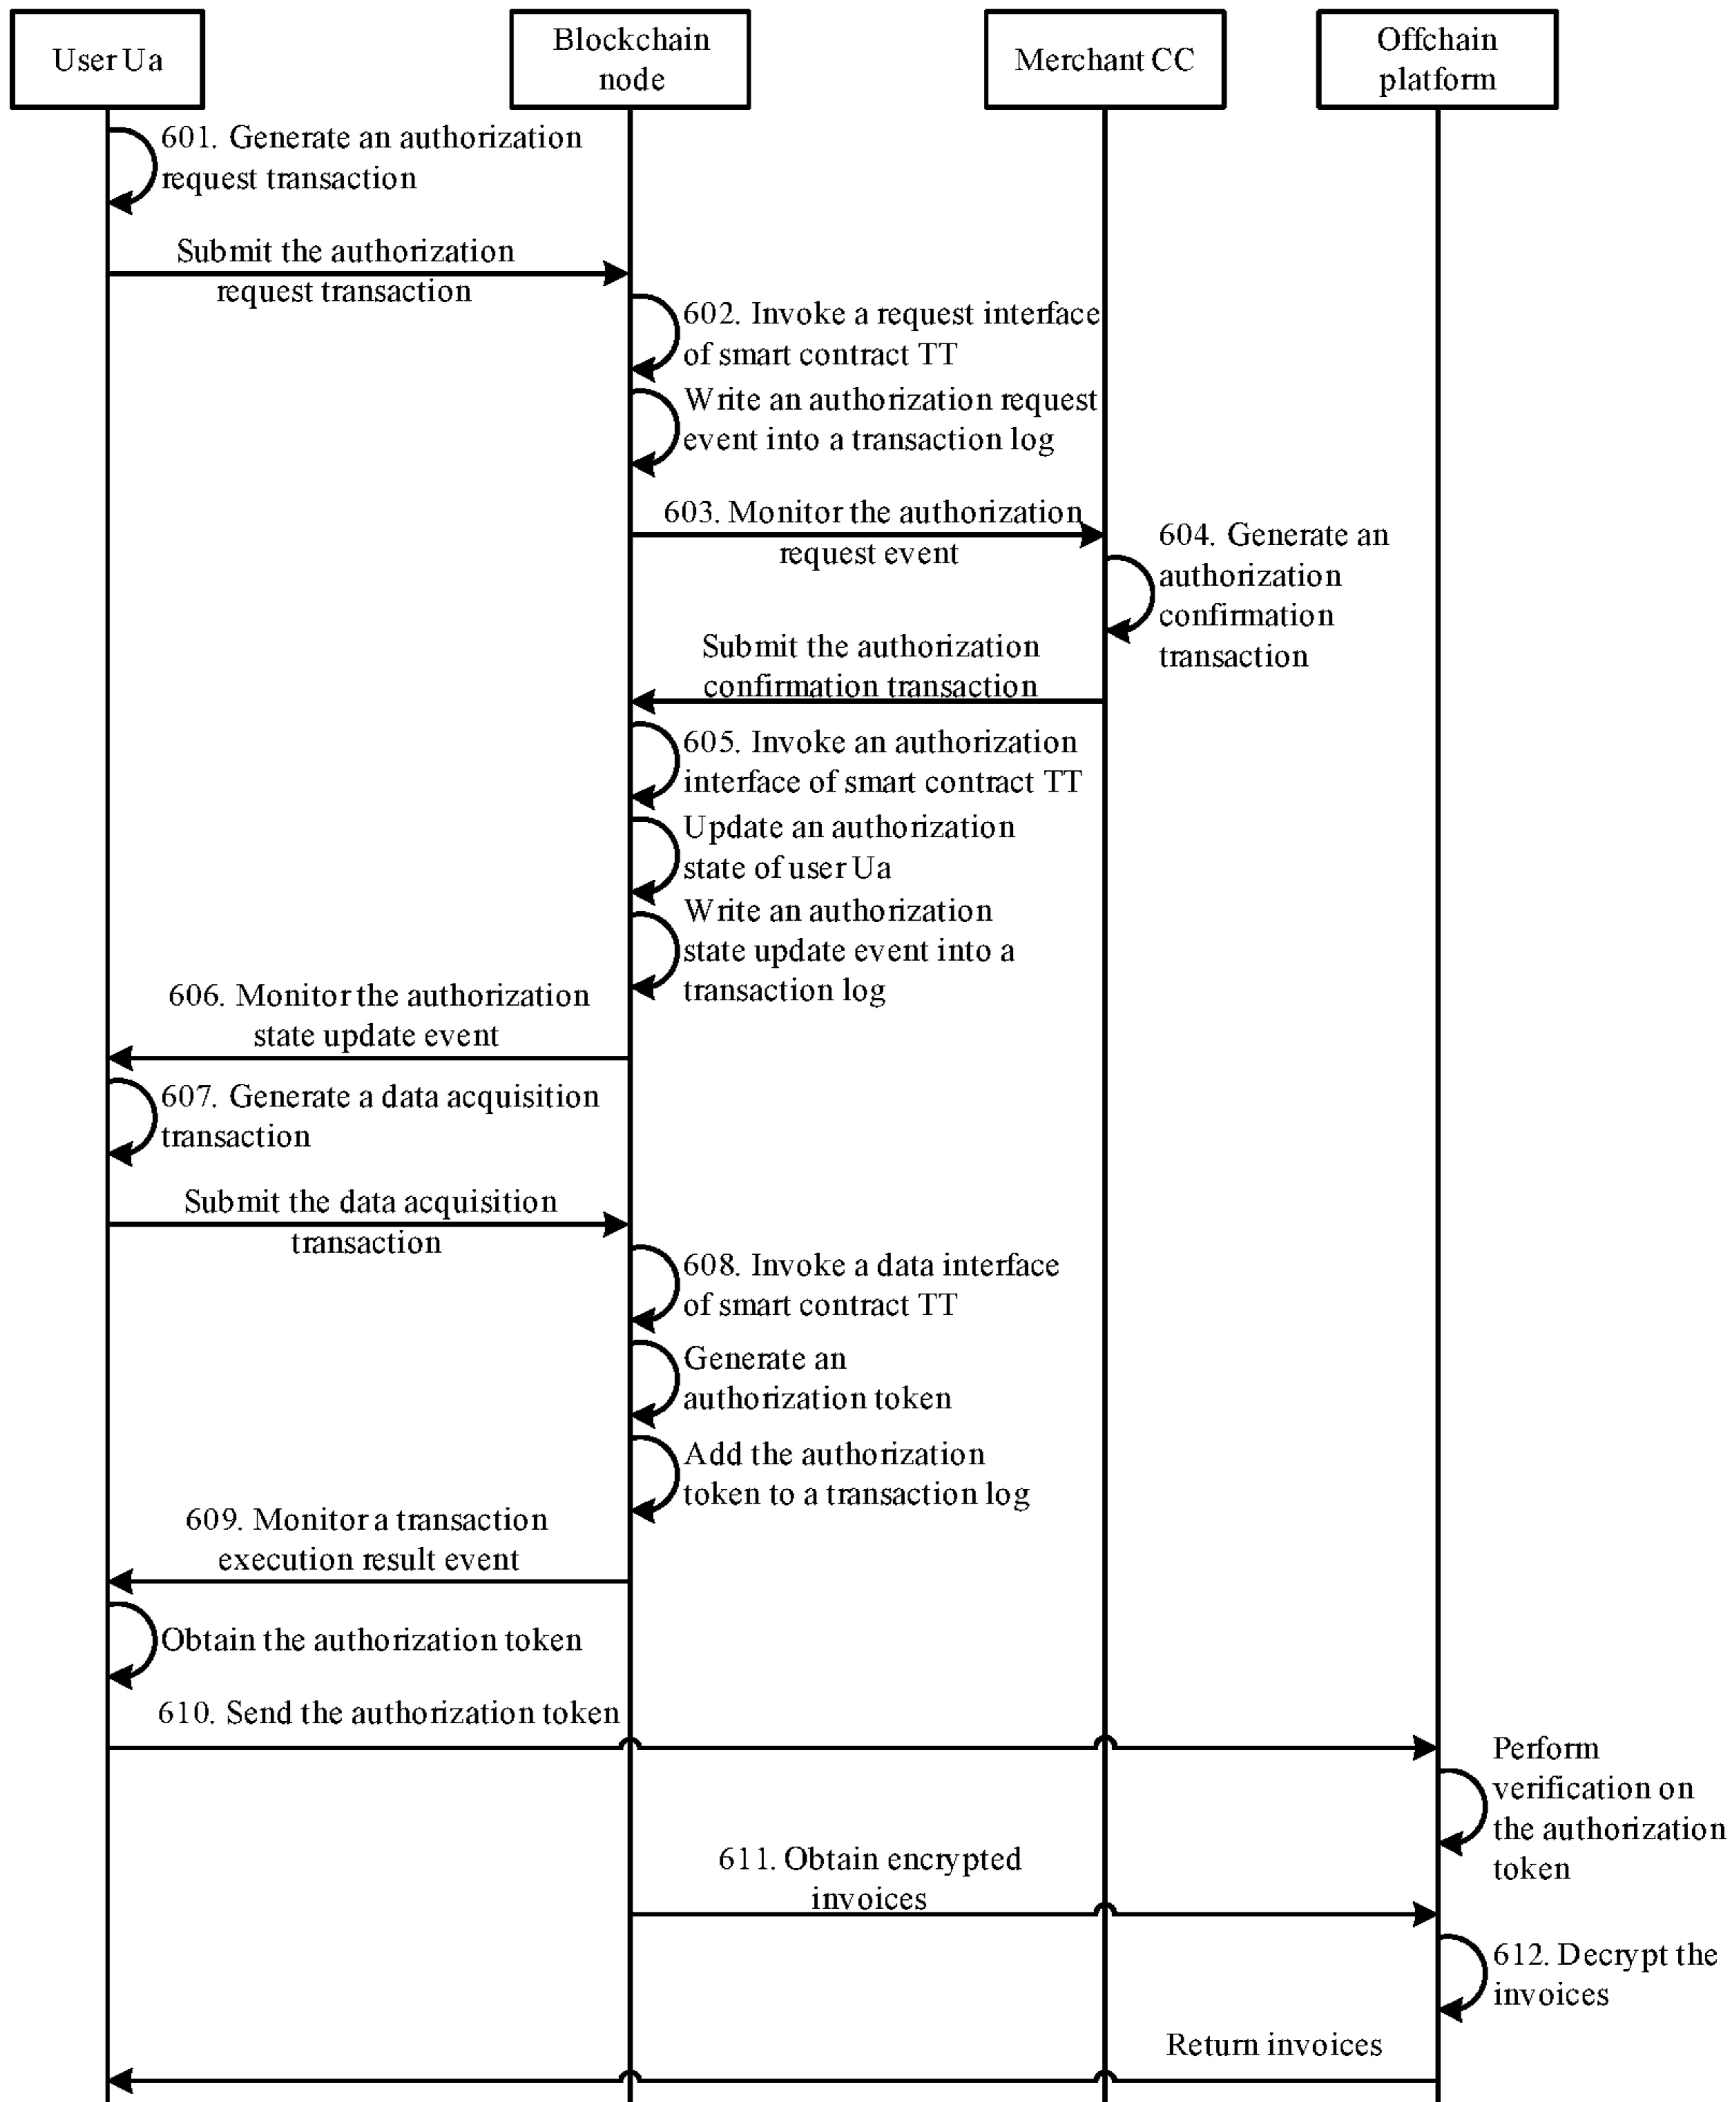 User Ua
Blockchain
node
Merchant CC
Offchain
platform
601. Generate an authorization
request transaction
Submit the authorization
request transaction
602. Invoke a request interface
of smart contract TT
Write an authorization request
event into a transaction log
603. Monitor the authorization
request event
604. Generate an
authorization
confirmation
transaction
Submit the authorization
confirmation transaction
605. Invoke an authorization
interface of smart contract TT
Update an authorization
state of user Ua
Write an authorization
state update event into a
transaction log
606. Monitor the authorization
state update event
607. Generate a data acquisition
transaction
Submit the data acquisition
transaction
608. Invoke a data interface
of smart contract TT
Generate an
authorization token
Add the authorization
token to a transaction log
609. Monitor a transaction
execution result event
Obtain the authorization token
610. Send the authorization token
Perform
verification on
the authorization
token
611. Obtain encrypted
invoices
612. Decrypt the
invoices
Return invoices